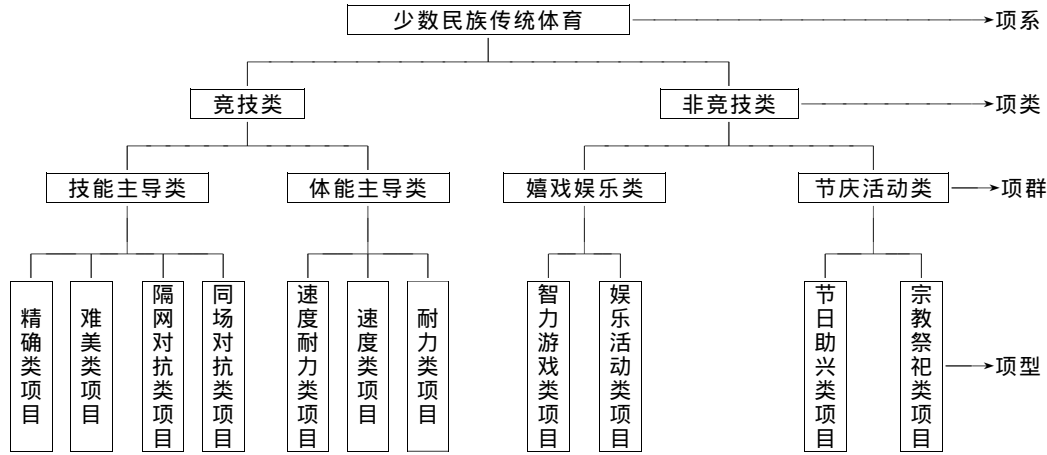 少数民族传统体育
项系
竞技类
非竞技类
项类
技能主导类
体能主导类
嬉戏娱乐类
节庆活动类
项群
精确类项目
难美类项目
隔网对抗类项目
同场对抗类项目
速度耐力类项目
速度类项目
耐力类项目
智力游戏类项目
娱乐活动类项目
节日助兴类项目
宗教祭祀类项目
项型